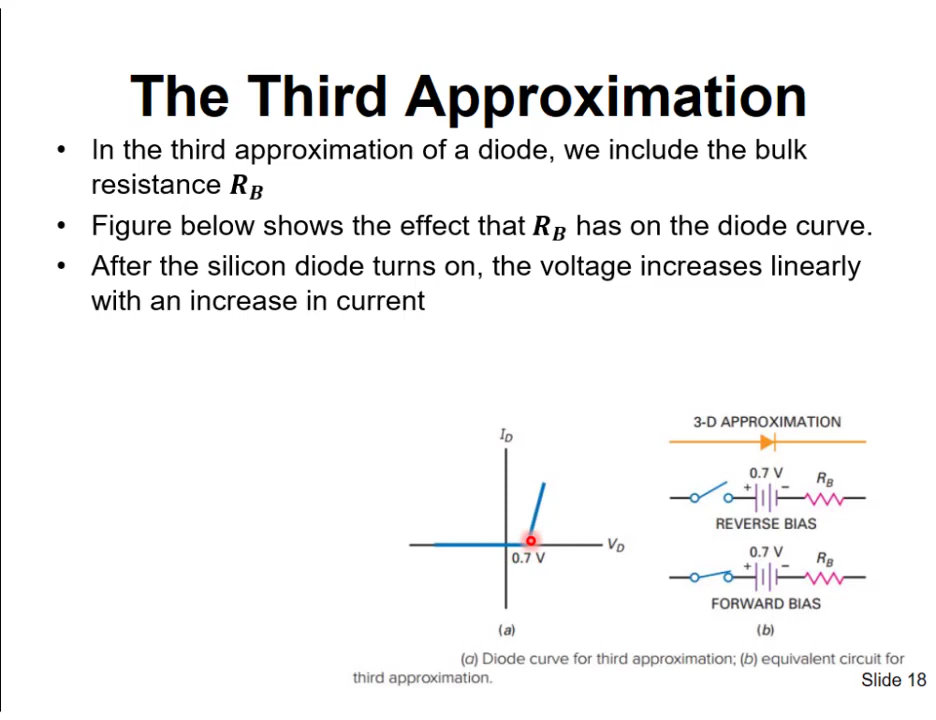 The Third Approximation
• In the third approximation of a diode, we include the bulk
resistance R_B
• Figure below shows the effect that R_B has on the diode curve.
• After the silicon diode turns on, the voltage increases linearly
with an increase in current
I_D
V_D
0.7 V
(a)
3-D APPROXIMATION
0.7 V
R_B
+ −
REVERSE BIAS
0.7 V
R_B
+ −
FORWARD BIAS
(b)
(a) Diode curve for third approximation; (b) equivalent circuit for
third approximation.
Slide 18